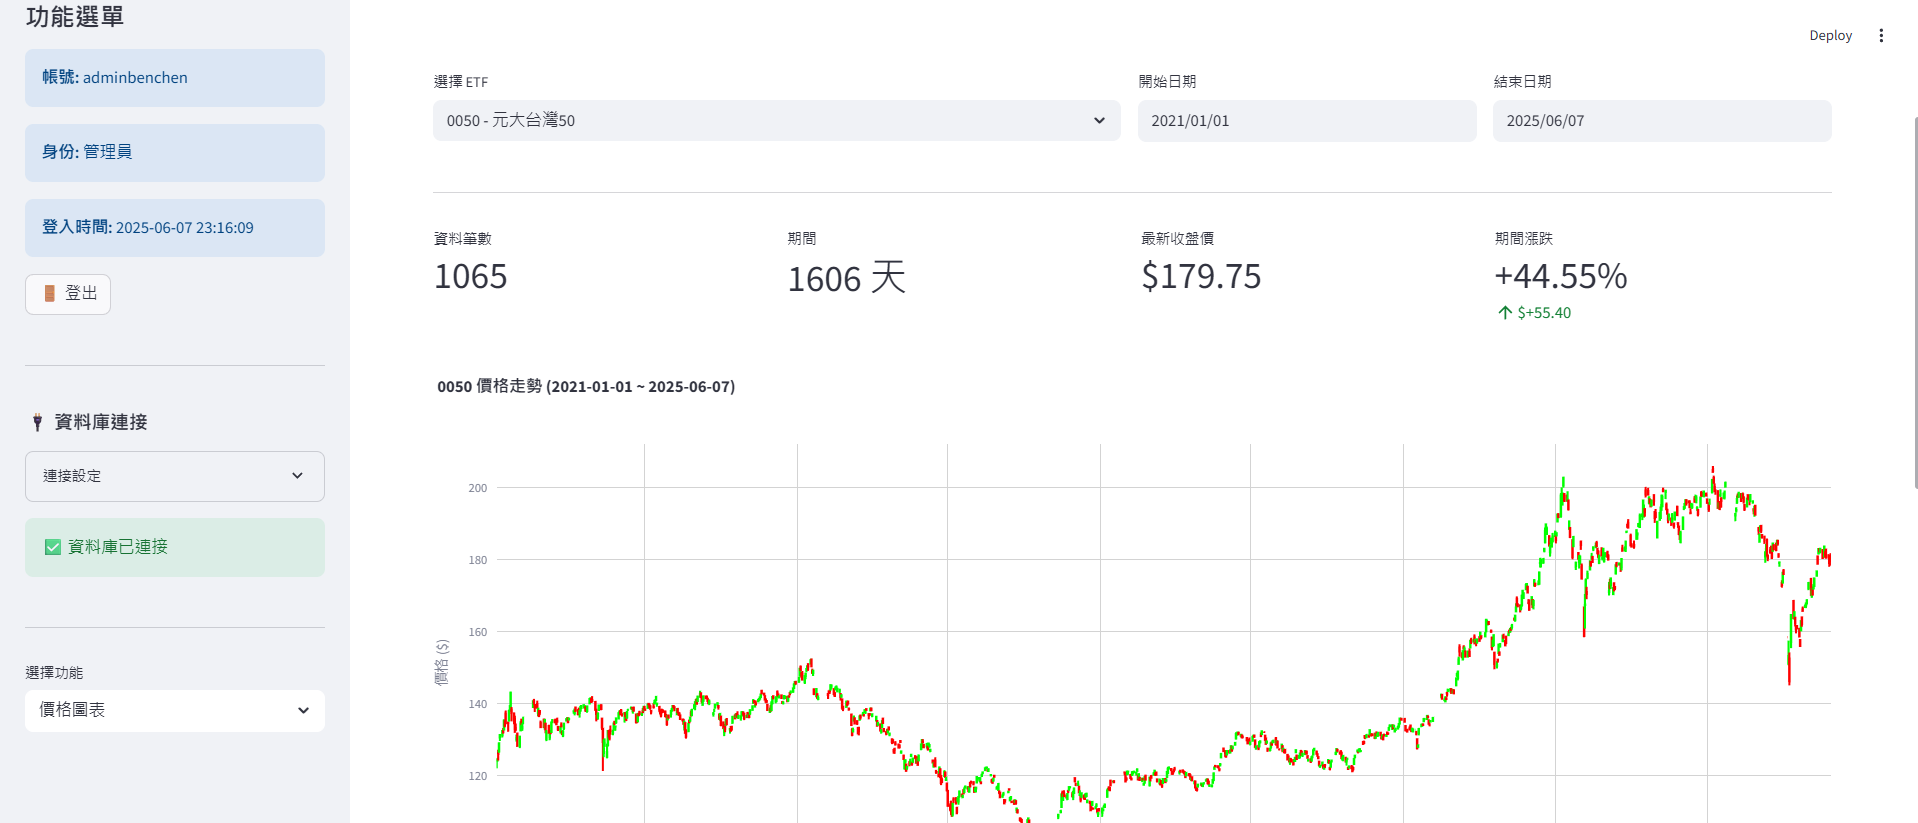 功能選單
帳號: adminbenchen
身份: 管理員
登入時間: 2025-06-07 23:16:09
登出
資料庫連接
連接設定
資料庫已連接
選擇功能
價格圖表
Deploy
選擇 ETF
0050 - 元大台灣50
開始日期
2021/01/01
結束日期
2025/06/07
資料筆數
1065
期間
1606 天
最新收盤價
$179.75
期間漲跌
+44.55%
$+55.40
0050 價格走勢 (2021-01-01 ~ 2025-06-07)
價格 ($)
200
180
160
140
120